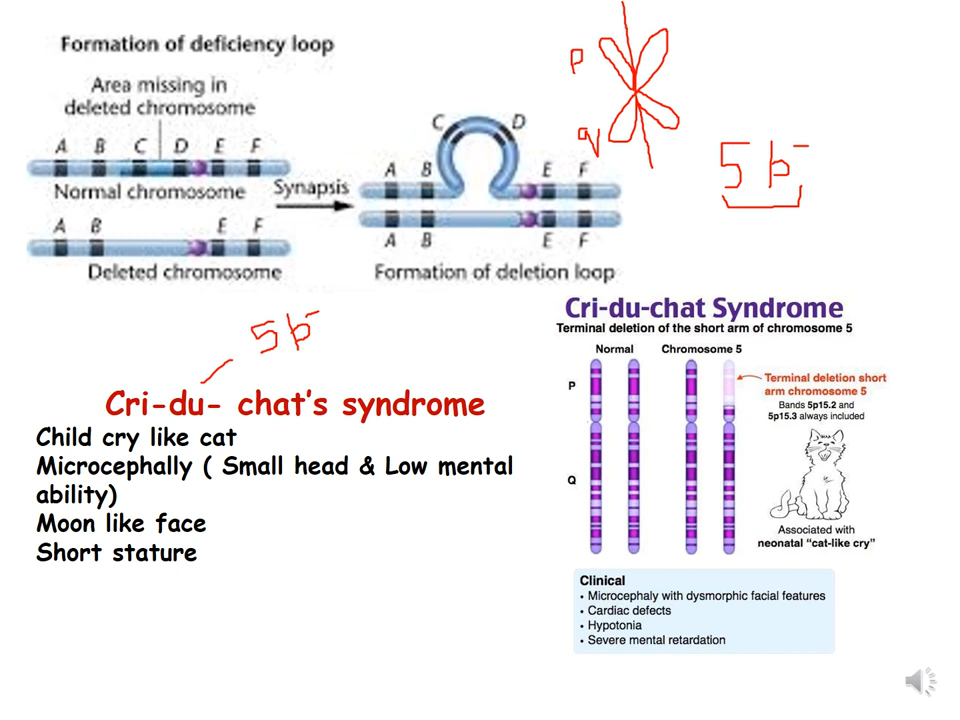 Formation of deficiency loop
Area missing in
deleted chromosome
A B C D E F
Normal chromosome
Synapsis
A B E F
Deleted chromosome
C D
A B E F
A B E F
Formation of deletion loop
p
q
5 p-
5p-
Cri-du- chat's syndrome
Child cry like cat
Microcephally ( Small head & Low mental
ability)
Moon like face
Short stature
Cri-du-chat Syndrome
Terminal deletion of the short arm of chromosome 5
Normal Chromosome 5
P
Q
Terminal deletion short
arm chromosome 5
Bands 5p15.2 and
5p15.3 always included
Associated with
neonatal "cat-like cry"
Clinical
• Microcephaly with dysmorphic facial features
• Cardiac defects
• Hypotonia
• Severe mental retardation